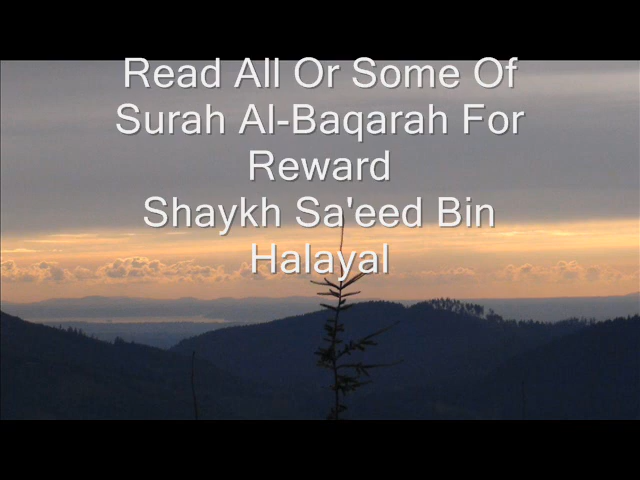 Read All Or Some Of
Surah Al-Baqarah For
Reward
Shaykh Sa'eed Bin
Halayal